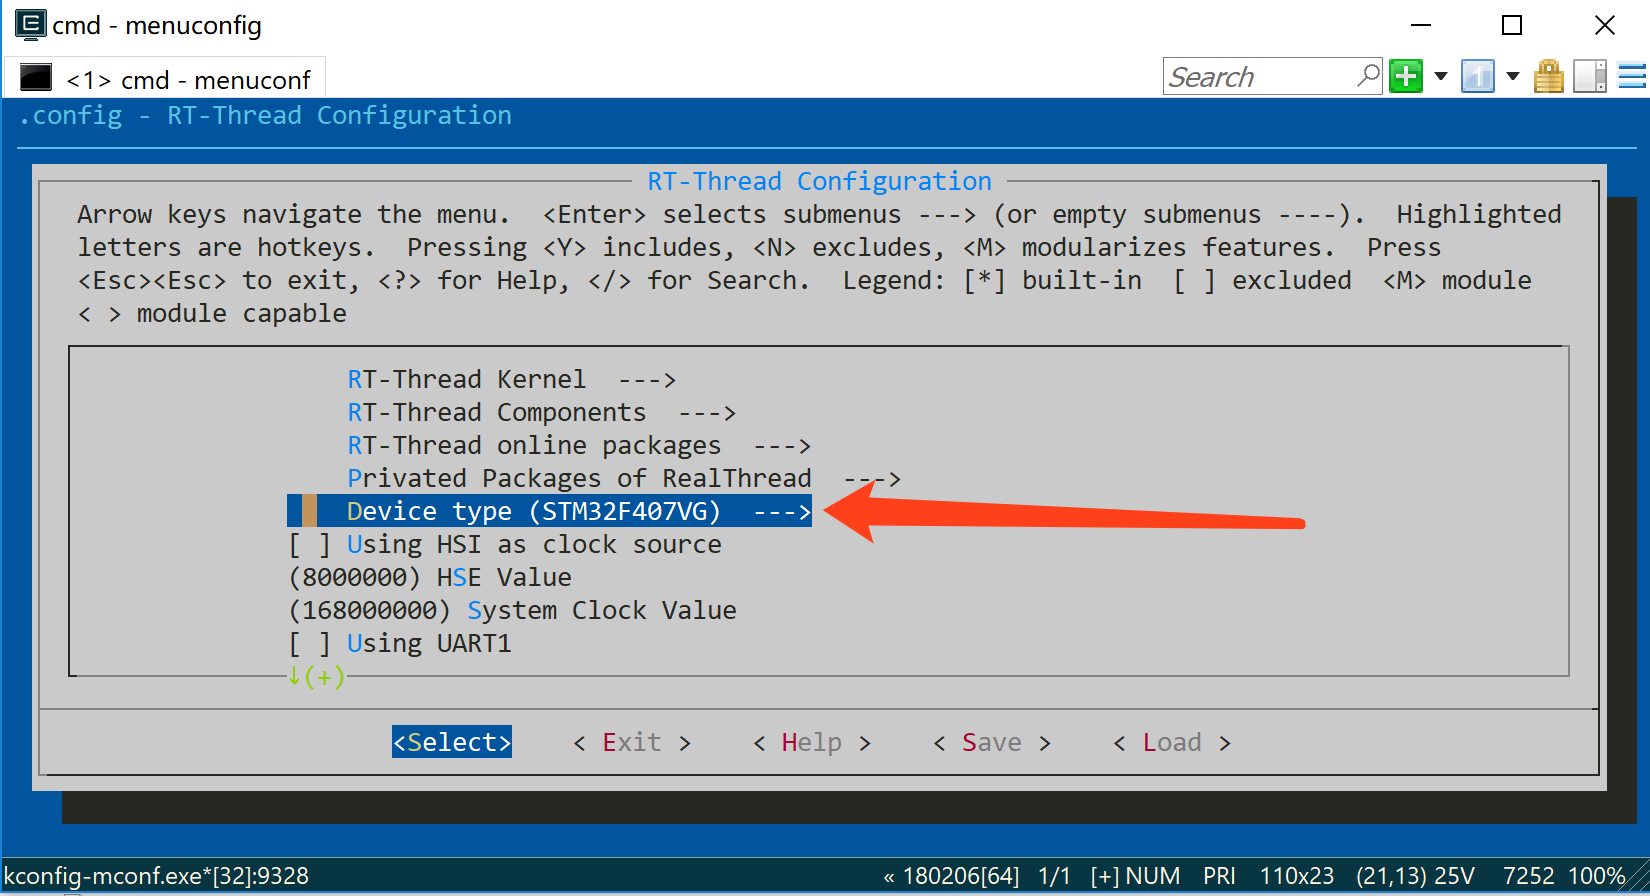 cmd - menuconfig
<1> cmd - menuconf
Search
1
.config - RT-Thread Configuration
RT-Thread Configuration
Arrow keys navigate the menu.  <Enter> selects submenus ---> (or empty submenus ----).  Highlighted
letters are hotkeys.  Pressing <Y> includes, <N> excludes, <M> modularizes features.  Press
<Esc><Esc> to exit, <?> for Help, </> for Search.  Legend: [*] built-in  [ ] excluded  <M> module
< > module capable
RT-Thread Kernel  --->
RT-Thread Components  --->
RT-Thread online packages  --->
Privated Packages of RealThread  --->
Device type (STM32F407VG)  --->
[ ] Using HSI as clock source
(8000000) HSE Value
(168000000) System Clock Value
[ ] Using UART1
↓(+)
<Select>    < Exit >    < Help >    < Save >    < Load >
kconfig-mconf.exe*[32]:9328    « 180206[64]  1/1  [+] NUM  PRI  110x23  (21,13) 25V  7252  100%